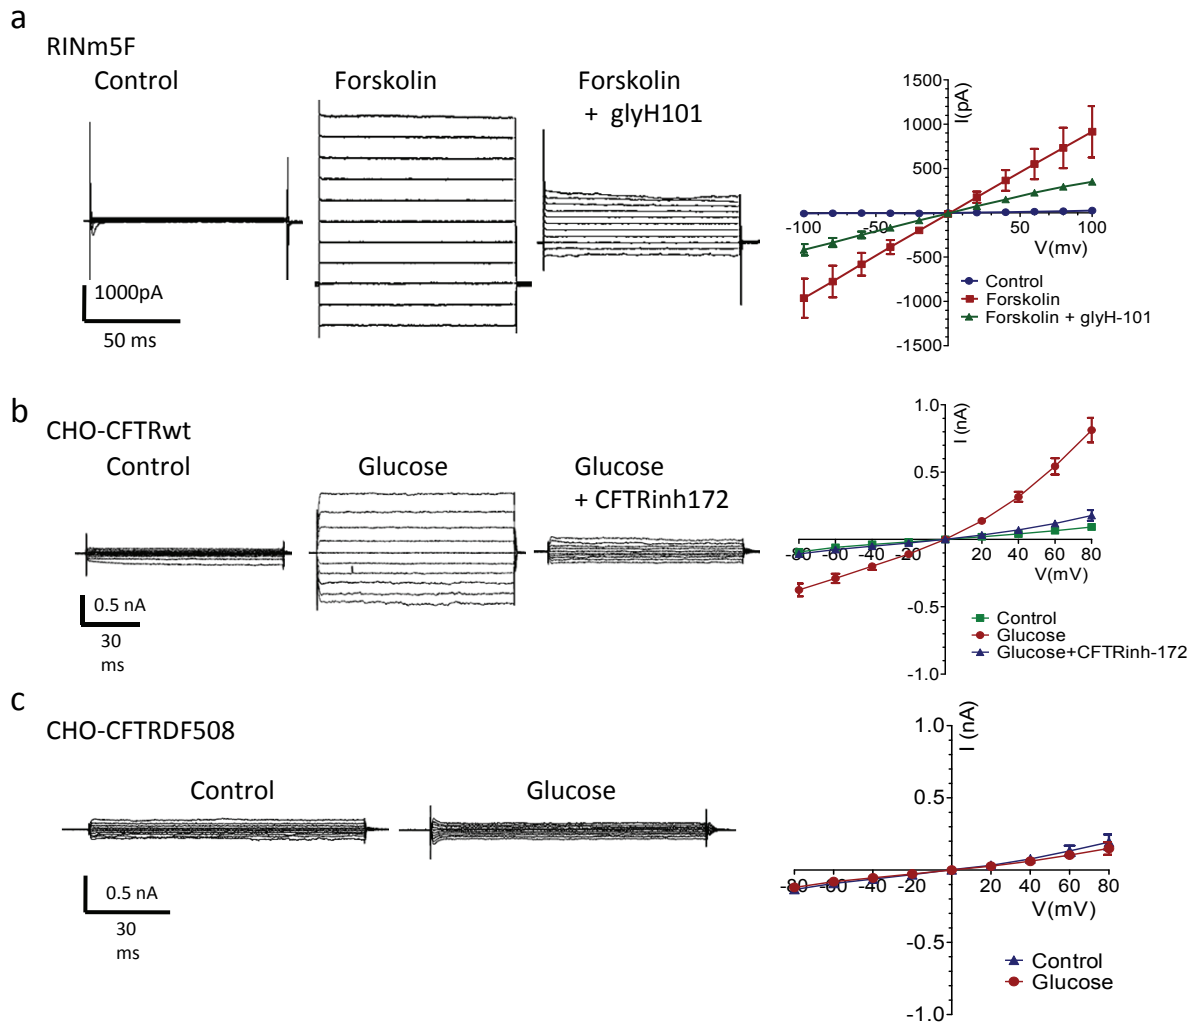 a
RINm5F
Control
Forskolin
Forskolin
+ glyH101
1000pA
50 ms
1500
1000
500
-500
-1000
-1500
I(pA)
-100
-50
50
100
V(mv)
Control
Forskolin
Forskolin + glyH-101
b
CHO-CFTRwt
Control
Glucose
Glucose
+ CFTRinh172
0.5 nA
30
ms
1.0
0.5
-0.5
-1.0
I (nA)
-80
-60
-40
-20
20
40
60
80
V(mV)
Control
Glucose
Glucose+CFTRinh-172
c
CHO-CFTRDF508
Control
Glucose
0.5 nA
30
ms
1.0
0.5
-0.5
-1.0
I (nA)
-80
-60
-40
-20
20
40
60
80
V(mV)
Control
Glucose